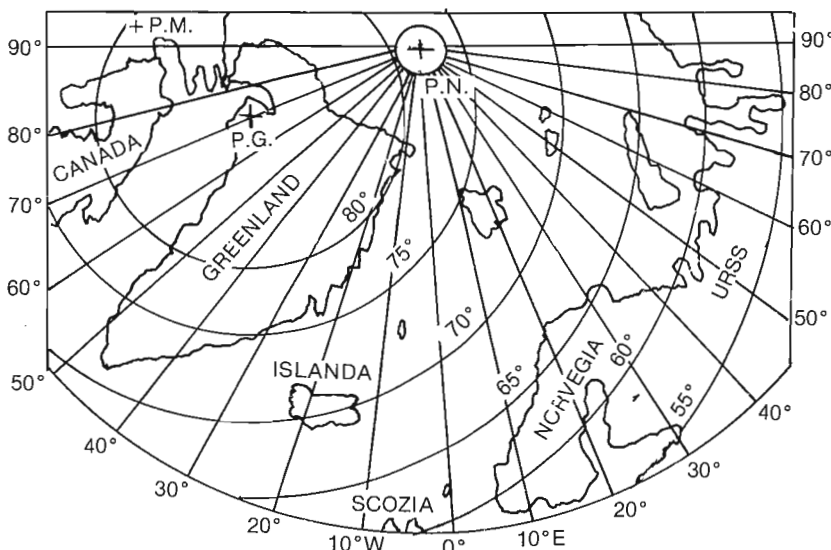 + P.M.
90°
90°
P.N.
80°
80°
P.G.
CANADA
70°
70°
GREENLAND
80°
60°
60°
75°
URSS
50°
70°
50°
ISLANDA
65°
NORVEGIA
60°
55°
40°
40°
30°
30°
SCOZIA
20°
20°
10°W
0°
10°E